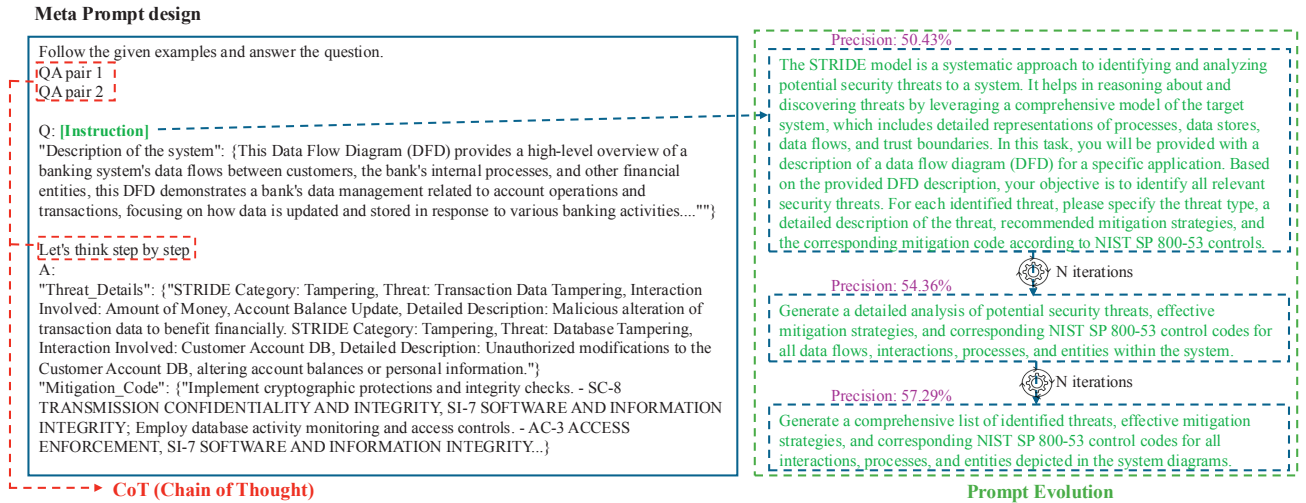 Meta Prompt design
Follow the given examples and answer the question.
QA pair 1
QA pair 2
Q: [Instruction]
"Description of the system": {This Data Flow Diagram (DFD) provides a high-level overview of a
banking system's data flows between customers, the bank's internal processes, and other financial
entities, this DFD demonstrates a bank's data management related to account operations and
transactions, focusing on how data is updated and stored in response to various banking activities....""}
Let's think step by step
A:
"Threat_Details": {"STRIDE Category: Tampering, Threat: Transaction Data Tampering, Interaction
Involved: Amount of Money, Account Balance Update, Detailed Description: Malicious alteration of
transaction data to benefit financially. STRIDE Category: Tampering, Threat: Database Tampering,
Interaction Involved: Customer Account DB, Detailed Description: Unauthorized modifications to the
Customer Account DB, altering account balances or personal information."}
"Mitigation_Code": {"Implement cryptographic protections and integrity checks. - SC-8
TRANSMISSION CONFIDENTIALITY AND INTEGRITY, SI-7 SOFTWARE AND INFORMATION
INTEGRITY; Employ database activity monitoring and access controls. - AC-3 ACCESS
ENFORCEMENT, SI-7 SOFTWARE AND INFORMATION INTEGRITY...}
CoT (Chain of Thought)
Precision: 50.43%
The STRIDE model is a systematic approach to identifying and analyzing
potential security threats to a system. It helps in reasoning about and
discovering threats by leveraging a comprehensive model of the target
system, which includes detailed representations of processes, data stores,
data flows, and trust boundaries. In this task, you will be provided with a
description of a data flow diagram (DFD) for a specific application. Based
on the provided DFD description, your objective is to identify all relevant
security threats. For each identified threat, please specify the threat type, a
detailed description of the threat, recommended mitigation strategies, and
the corresponding mitigation code according to NIST SP 800-53 controls.
N iterations
Precision: 54.36%
Generate a detailed analysis of potential security threats, effective
mitigation strategies, and corresponding NIST SP 800-53 control codes for
all data flows, interactions, processes, and entities within the system.
N iterations
Precision: 57.29%
Generate a comprehensive list of identified threats, effective mitigation
strategies, and corresponding NIST SP 800-53 control codes for all
interactions, processes, and entities depicted in the system diagrams.
Prompt Evolution